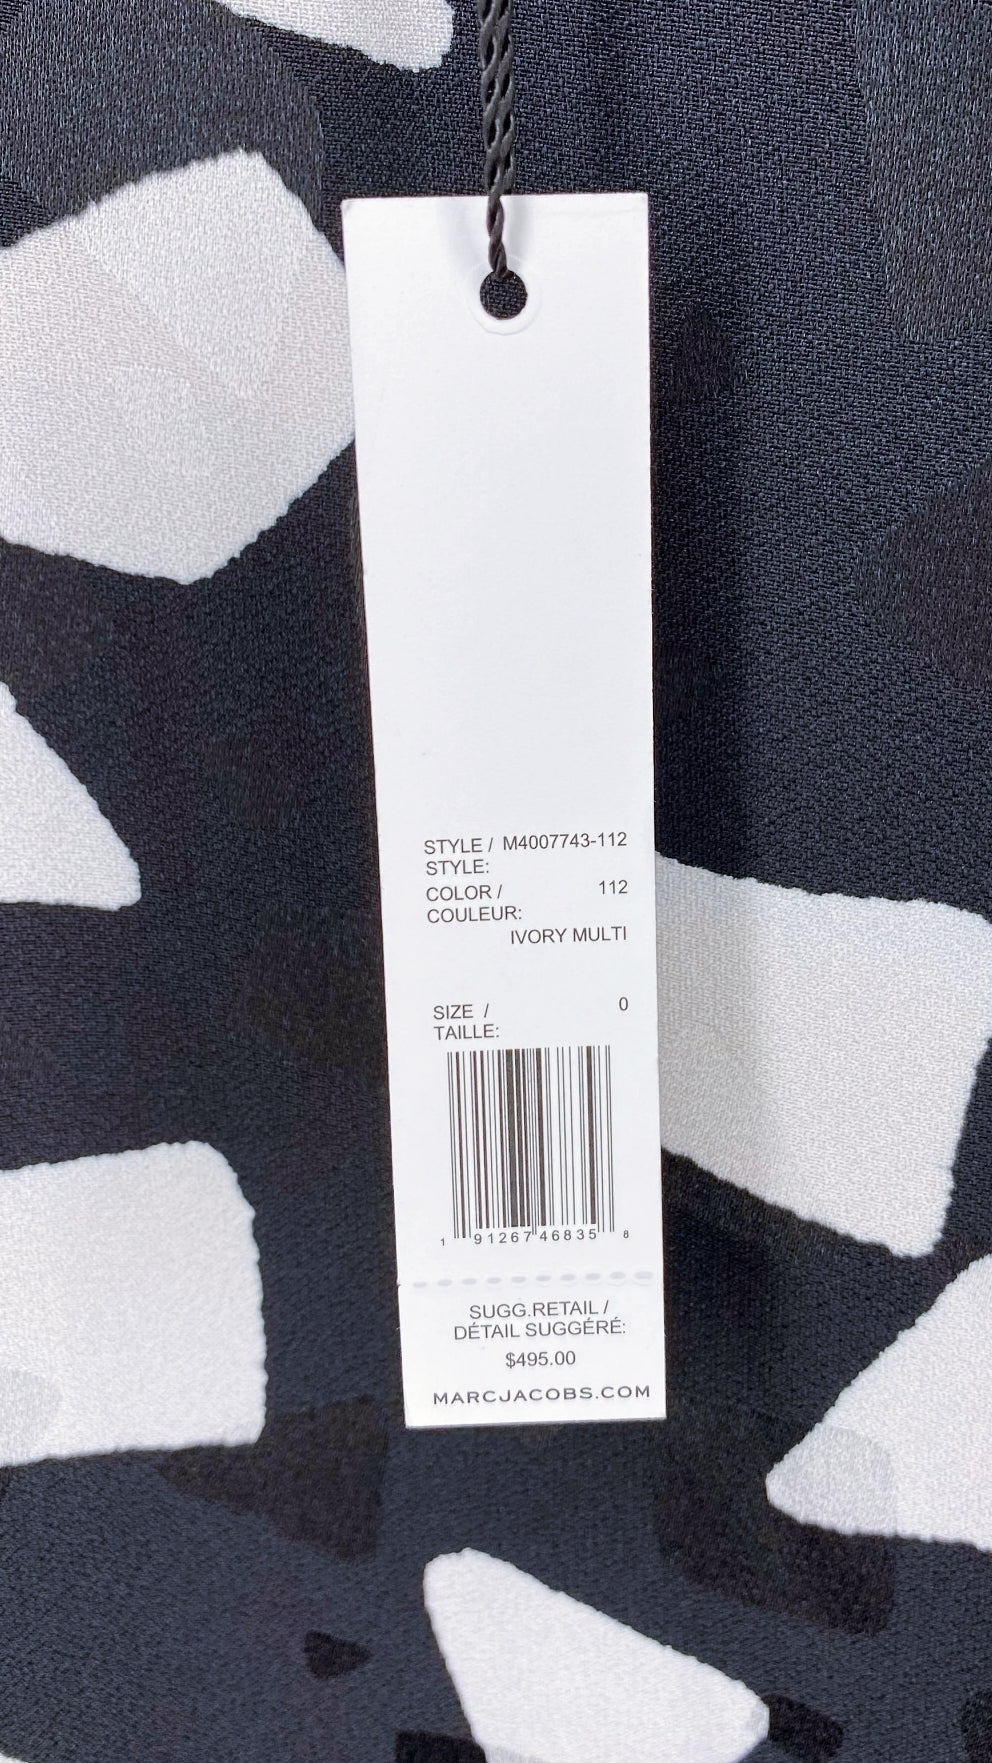 STYLE / M4007743-112
STYLE:
COLOR / 112
COULEUR:
IVORY MULTI
SIZE / 0
TAILLE:
1 91267 46835 8
SUGG.RETAIL /
DÉTAIL SUGGÉRÉ:
$495.00
MARCJACOBS.COM